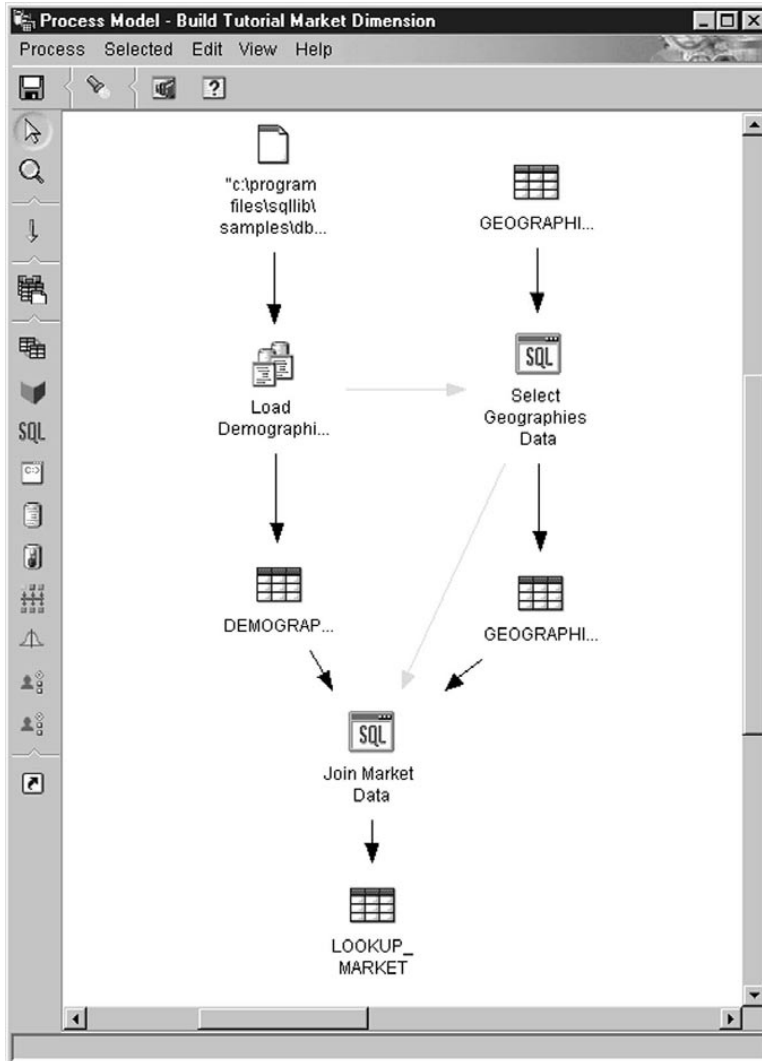 Process Model - Build Tutorial Market Dimension
Process Selected Edit View Help
"c:\program
files\sqllib\
samples\db...
GEOGRAPHI...
SQL
Load
Demographi...
Select
Geographies
Data
SQL
C:>
DEMOGRAP...
GEOGRAPHI...
SQL
Join Market
Data
LOOKUP_
MARKET